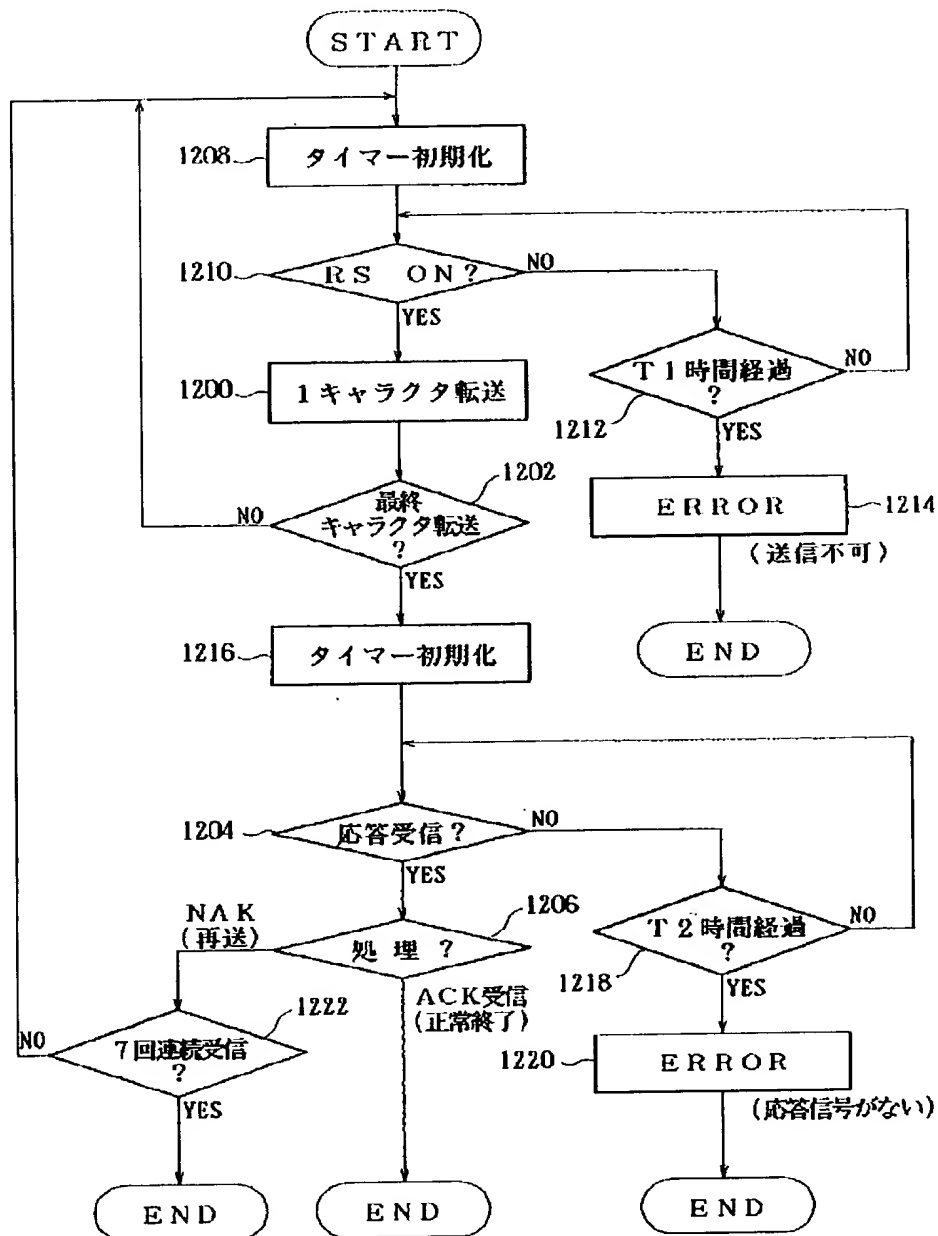 START
1208
タイマー初期化
1210
RS ON?
NO
YES
1200
1キャラクタ転送
T1時間経過
?
NO
1212
YES
1202
最終
キャラクタ転送
?
NO
YES
ERROR
1214
(送信不可)
END
1216
タイマー初期化
1204
応答受信?
NO
YES
NAK
(再送)
1206
処理?
T2時間経過
?
NO
1218
YES
ACK受信
(正常終了)
1222
7回連続受信
?
NO
YES
1220
ERROR
(応答信号がない)
END
END
END